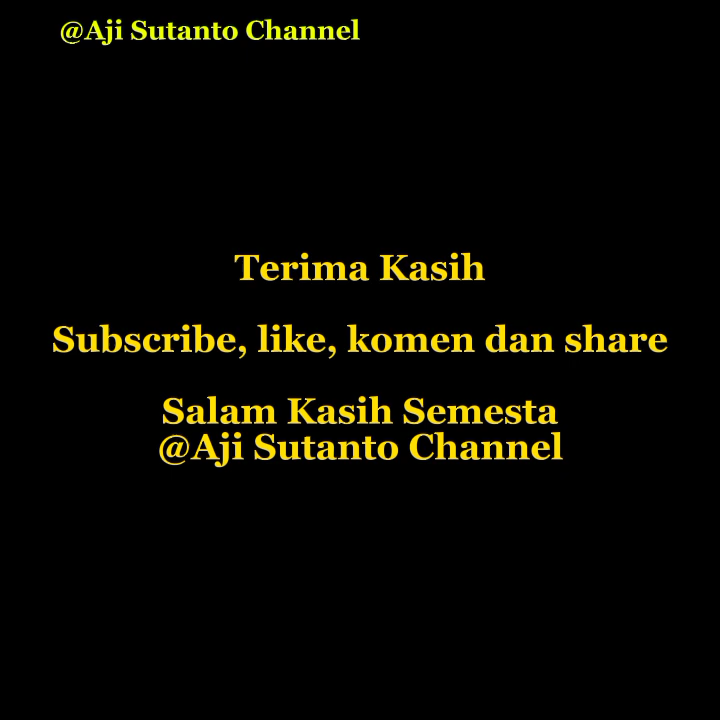 @Aji Sutanto Channel
Terima Kasih
Subscribe, like, komen dan share
Salam Kasih Semesta
@Aji Sutanto Channel